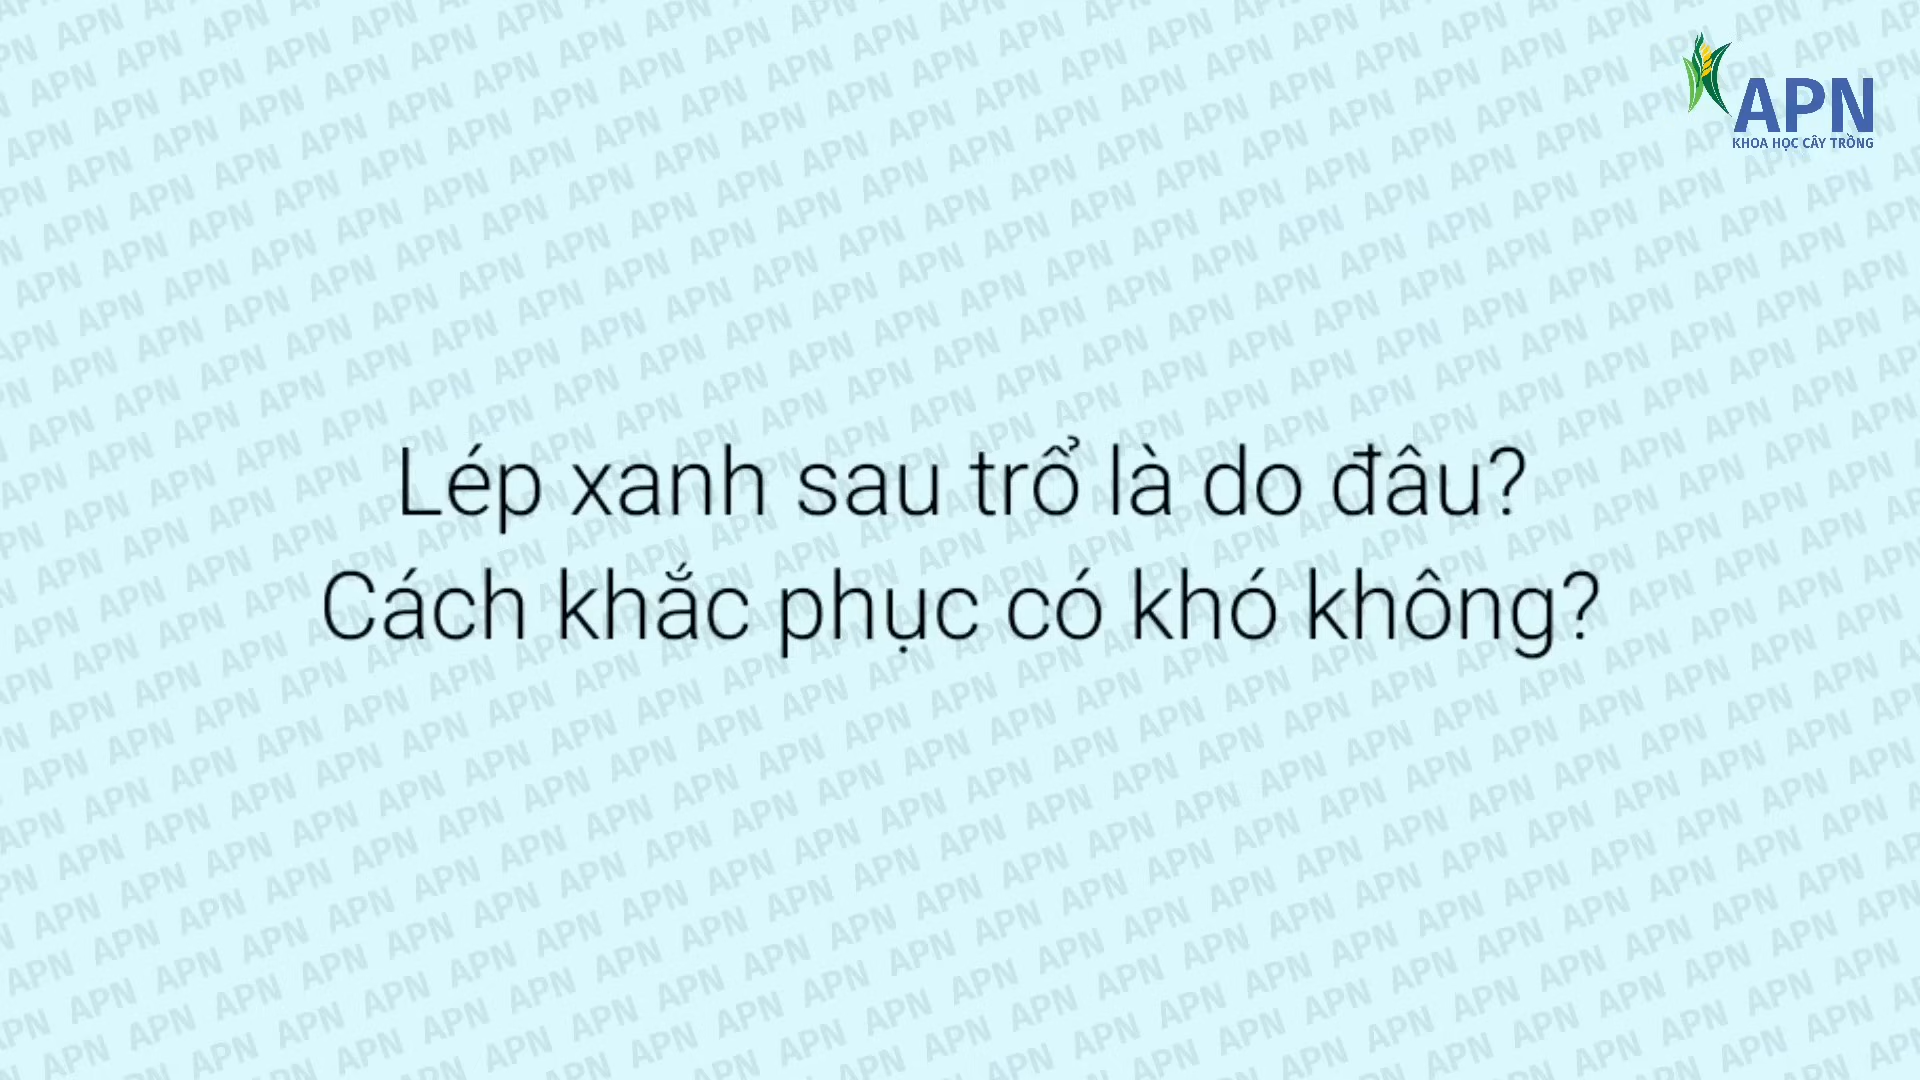 APN
KHOA HỌC CÂY TRỒNG
Lép xanh sau trổ là do đâu?
Cách khắc phục có khó không?